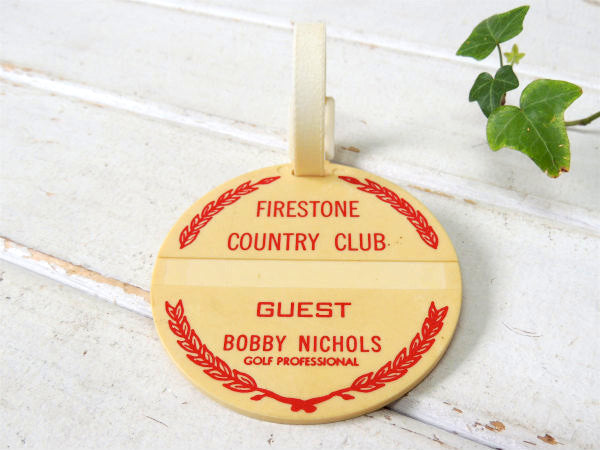 FIRESTONE
COUNTRY CLUB
GUEST
BOBBY NICHOLS
GOLF PROFESSIONAL